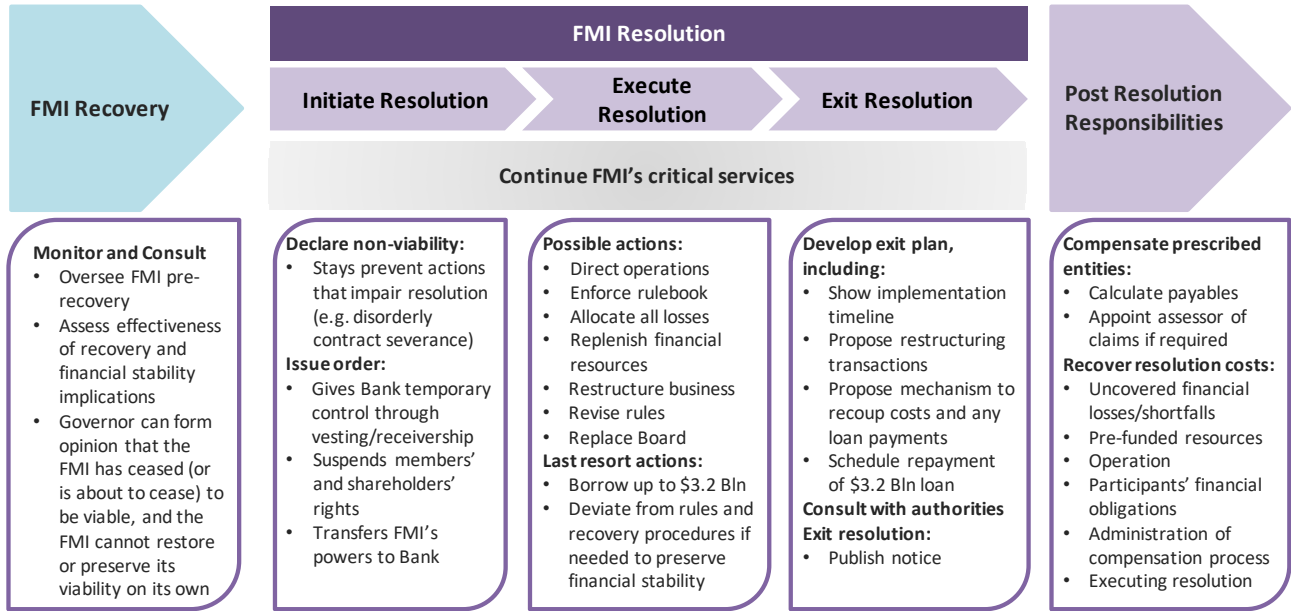 FMI Recovery
FMI Resolution
Initiate Resolution
Execute
Resolution
Exit Resolution
Continue FMI's critical services
Post Resolution
Responsibilities
Monitor and Consult
• Oversee FMI pre-
recovery
• Assess effectiveness
of recovery and
financial stability
implications
• Governor can form
opinion that the
FMI has ceased (or
is about to cease) to
be viable, and the
FMI cannot restore
or preserve its
viability on its own
Declare non-viability:
• Stays prevent actions
that impair resolution
(e.g. disorderly
contract severance)
Issue order:
• Gives Bank temporary
control through
vesting/receivership
• Suspends members'
and shareholders'
rights
• Transfers FMI's
powers to Bank
Possible actions:
• Direct operations
• Enforce rulebook
• Allocate all losses
• Replenish financial
resources
• Restructure business
• Revise rules
• Replace Board
Last resort actions:
• Borrow up to $3.2 Bln
• Deviate from rules and
recovery procedures if
needed to preserve
financial stability
Develop exit plan,
including:
• Show implementation
timeline
• Propose restructuring
transactions
• Propose mechanism to
recoup costs and any
loan payments
• Schedule repayment
of $3.2 Bln loan
Consult with authorities
Exit resolution:
• Publish notice
Compensate prescribed
entities:
• Calculate payables
• Appoint assessor of
claims if required
Recover resolution costs:
• Uncovered financial
losses/shortfalls
• Pre-funded resources
• Operation
• Participants' financial
obligations
• Administration of
compensation process
• Executing resolution